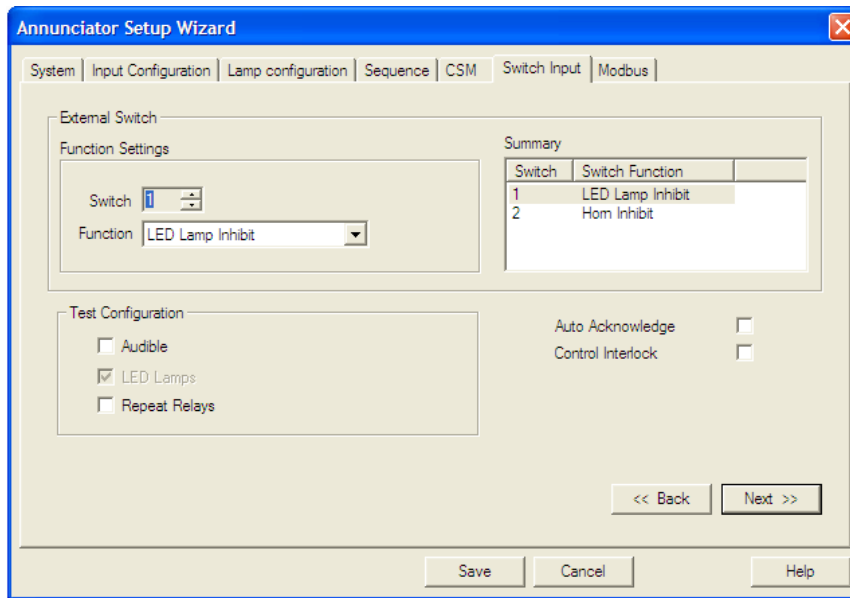 Annunciator Setup Wizard
System Input Configuration Lamp configuration Sequence CSM Switch Input Modbus
External Switch
Function Settings
Switch 1
Function LED Lamp Inhibit
Summary
Switch Switch Function
1 LED Lamp Inhibit
2 Horn Inhibit
Test Configuration
Audible
LED Lamps
Repeat Relays
Auto Acknowledge
Control Interlock
<< Back Next >>
Save Cancel Help